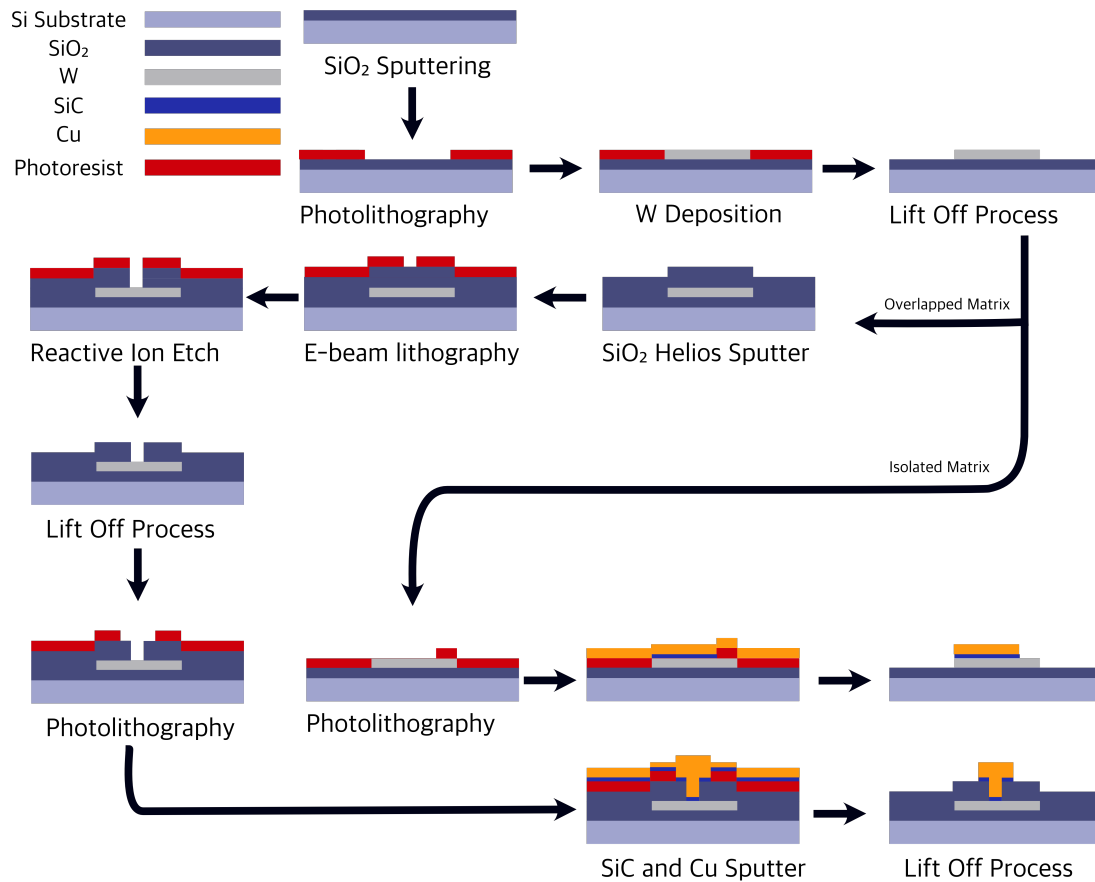 Si Substrate
SiO₂
W
SiC
Cu
Photoresist
SiO₂ Sputtering
Photolithography
W Deposition
Lift Off Process
Reactive Ion Etch
E-beam lithography
SiO₂ Helios Sputter
Overlapped Matrix
Isolated Matrix
Lift Off Process
Photolithography
Photolithography
SiC and Cu Sputter
Lift Off Process